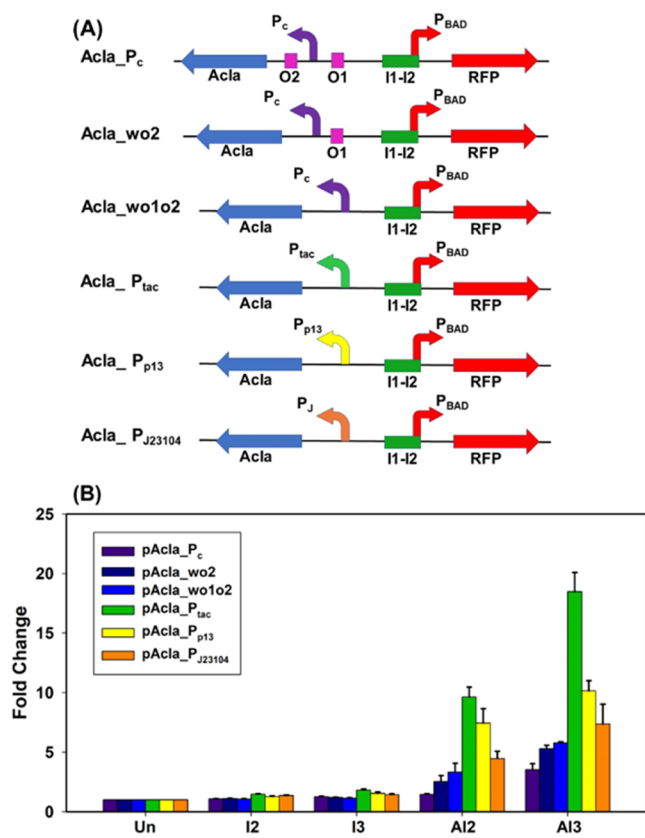 (A)
Acla_Pc
Pc
PBAD
Acla
O2
O1
I1-I2
RFP
Acla_wo2
Pc
PBAD
Acla
O1
I1-I2
RFP
Acla_wo1o2
Pc
PBAD
Acla
I1-I2
RFP
Acla_ Ptac
Ptac
PBAD
Acla
I1-I2
RFP
Acla_ Pp13
Pp13
PBAD
Acla
I1-I2
RFP
Acla_ PJ23104
PJ
PBAD
Acla
I1-I2
RFP
(B)
Fold Change
25
20
15
10
5
0
pAcla_Pc
pAcla_wo2
pAcla_wo1o2
pAcla_Ptac
pAcla_Pp13
pAcla_PJ23104
Un I2 I3 AI2 AI3